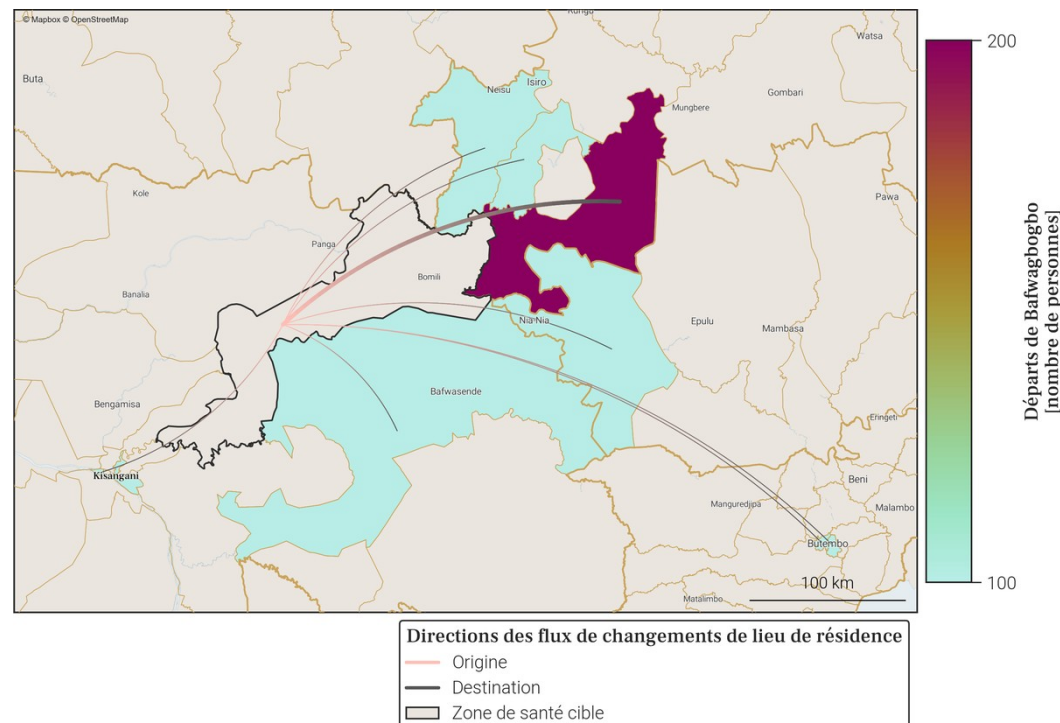 © Mapbox © OpenStreetMap
Rungu
Watsa
Buta
Neisu
Isiro
Gombari
Mungbere
Kole
Pawa
Panga
Bomili
Banalia
Nia Nia
Epulu
Mambasa
Bafwasende
Bengamisa
Eringeti
Kisangani
Beni
Manguredjipa
Malambo
Butembo
Matalimbo
100 km
200
100
Départs de Bafwagbogbo
[nombre de personnes]
Directions des flux de changements de lieu de résidence
Origine
Destination
Zone de santé cible